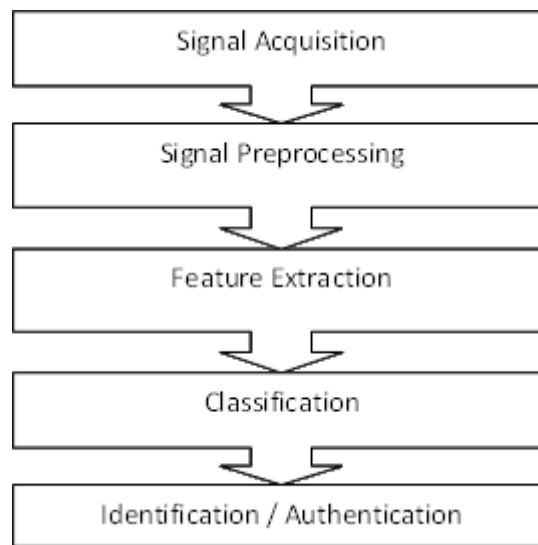 Signal Acquisition
Signal Preprocessing
Feature Extraction
Classification
Identification / Authentication